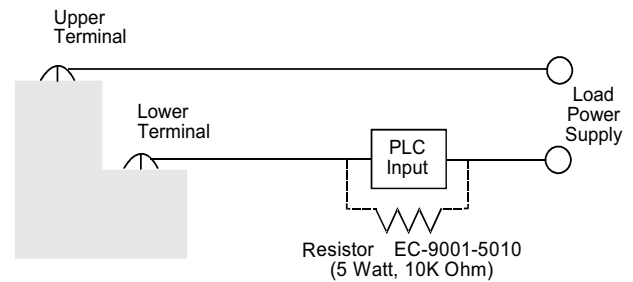 Upper
Terminal
Lower
Terminal
Load
Power
Supply
PLC
Input
Resistor EC-9001-5010
(5 Watt, 10K Ohm)